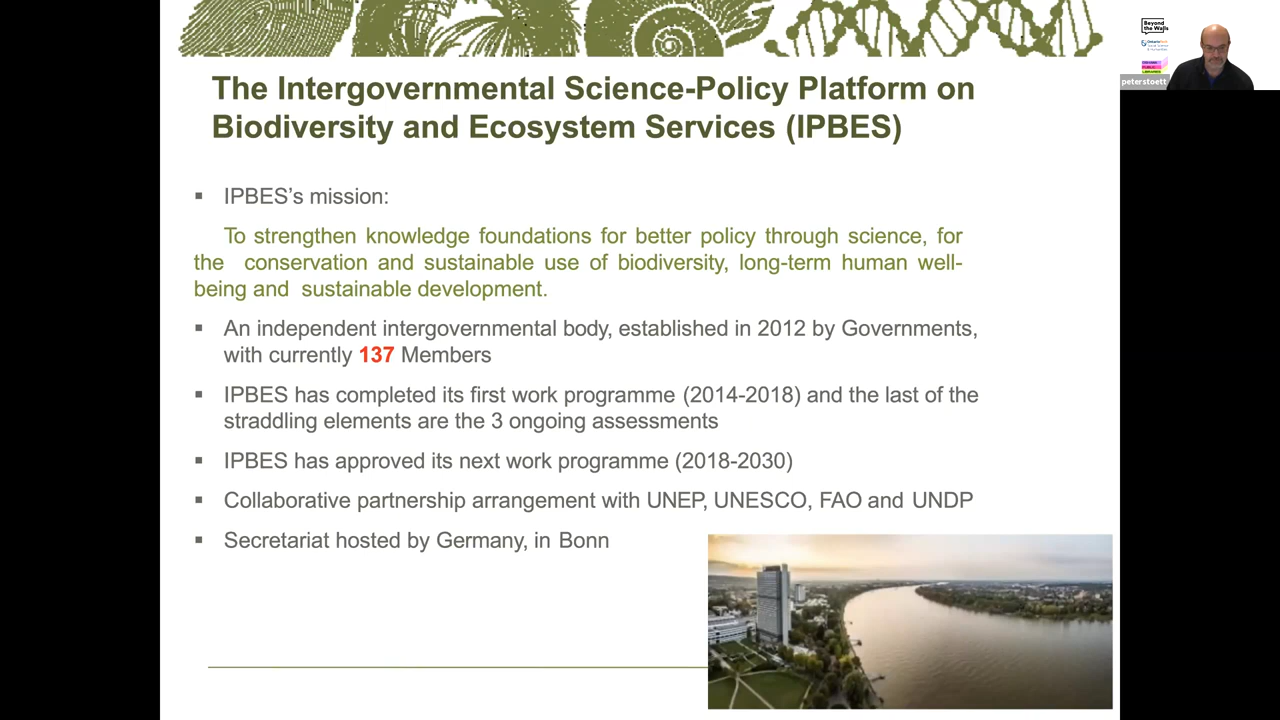 The Intergovernmental Science-Policy Platform on
Biodiversity and Ecosystem Services (IPBES)
▪ IPBES's mission:
To strengthen knowledge foundations for better policy through science, for
the conservation and sustainable use of biodiversity, long-term human well-
being and sustainable development.
▪ An independent intergovernmental body, established in 2012 by Governments,
with currently 137 Members
▪ IPBES has completed its first work programme (2014-2018) and the last of the
straddling elements are the 3 ongoing assessments
▪ IPBES has approved its next work programme (2018-2030)
▪ Collaborative partnership arrangement with UNEP, UNESCO, FAO and UNDP
▪ Secretariat hosted by Germany, in Bonn
Beyond
the Walls
peterstoett